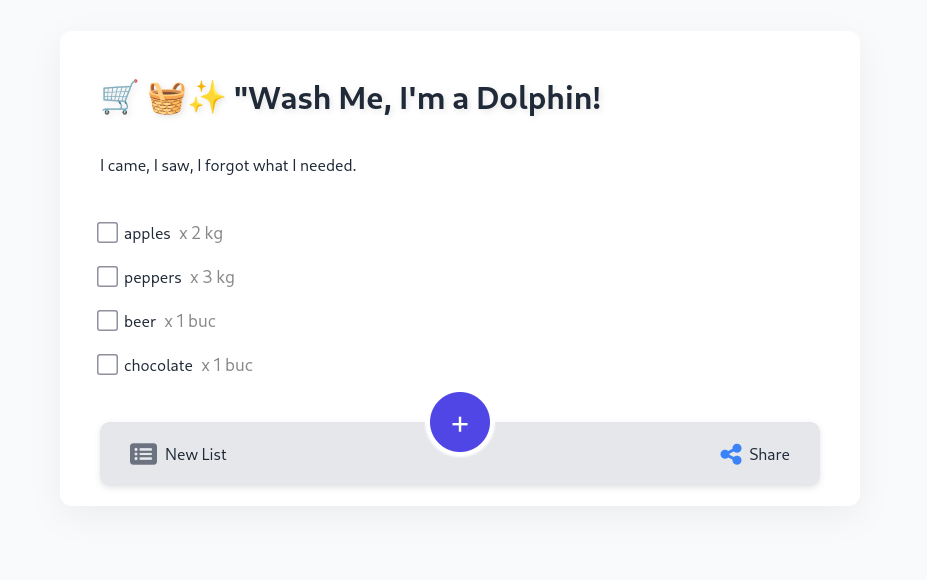 🛒 🧺✨ "Wash Me, I'm a Dolphin!
I came, I saw, I forgot what I needed.
apples x 2 kg
peppers x 3 kg
beer x 1 buc
chocolate x 1 buc
+
New List
Share